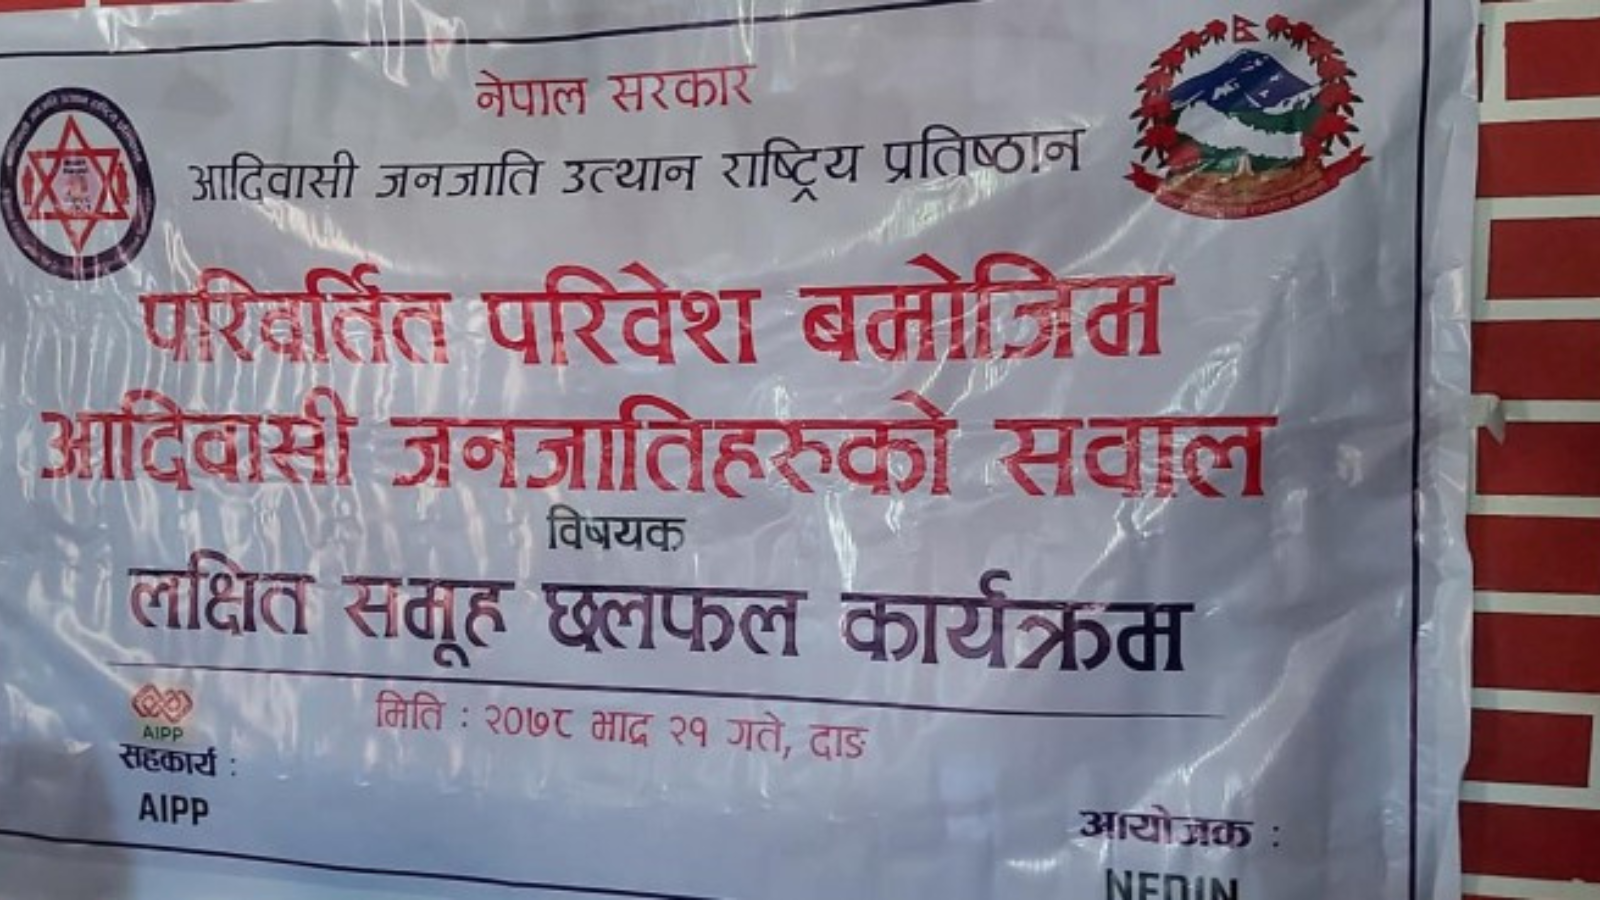 नेपाल सरकार
आदिवासी जनजाति उत्थान राष्ट्रिय प्रतिष्ठान
परिवर्तित परिवेश बमोजिम
आदिवासी जनजातिहरुको सवाल
विषयक
लक्षित समूह छलफल कार्यक्रम
मिति : २०७८ भाद्र २१ गते, दाङ
AIPP
सहकार्य :
AIPP
आयोजक :
NFDIN